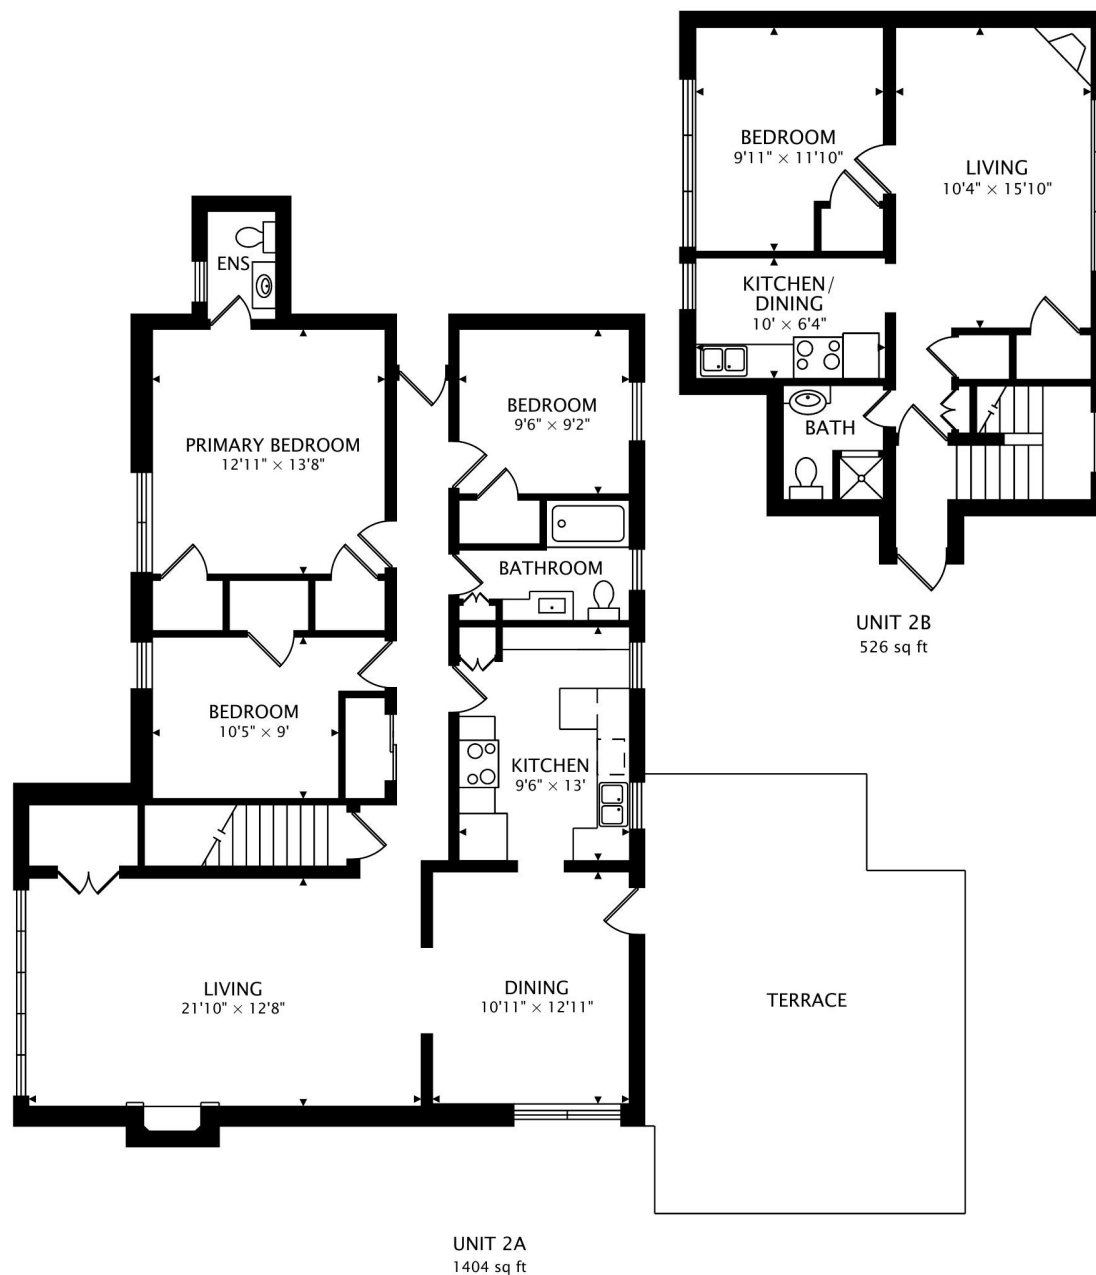 BEDROOM
9'11" × 11'10"
LIVING
10'4" × 15'10"
KITCHEN/
DINING
10' × 6'4"
BATH
UNIT 2B
526 sq ft
ENS
PRIMARY BEDROOM
12'11" × 13'8"
BEDROOM
9'6" × 9'2"
BATHROOM
BEDROOM
10'5" × 9'
KITCHEN
9'6" × 13'
LIVING
21'10" × 12'8"
DINING
10'11" × 12'11"
TERRACE
UNIT 2A
1404 sq ft